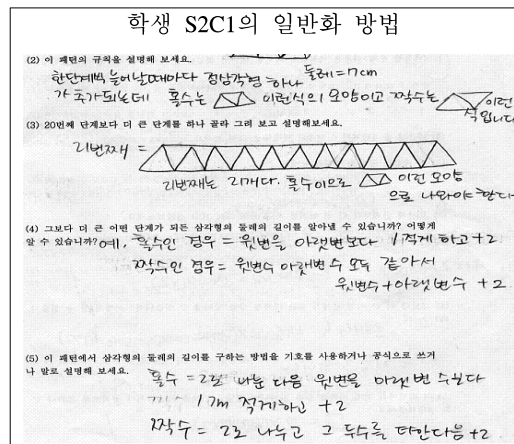 학생 S2C1의 일반화 방법
(2) 이 패턴의 규칙을 설명해 보세요.
한단계씩 늘어날때마다 정삼각형 하나 둘레=7cm
가 추가되는데 홀수는 이런식의 모양이고 짝수는 이런
식입니다
(3) 20번째 단계보다 더 큰 단계를 하나 골라 그려 보고 설명해보세요.
21번째 =
21번째는 21개다. 홀수이므로 이런 모양
으로 나와야 한다
(4) 그보다 더 큰 어떤 단계가 되든 삼각형의 둘레의 길이를 알아낼 수 있습니까? 어떻게
알 수 있습니까? 예, 홀수인 경우 = 윗변을 아랫변보다 1적게 하고 +2
짝수인 경우 = 윗변수 아랫변 수 모두 같아서
윗변수 + 아랫변수 +2
(5) 이 패턴에서 삼각형의 둘레의 길이를 구하는 방법을 기호를 사용하거나 공식으로 쓰거
나 말로 설명해 보세요. 홀수 = 2로 나눈 다음 윗변을 아랫변 수보다
1개 적게하고 +2
짝수 = 2로 나누고 그 두수를 더한다음 +2